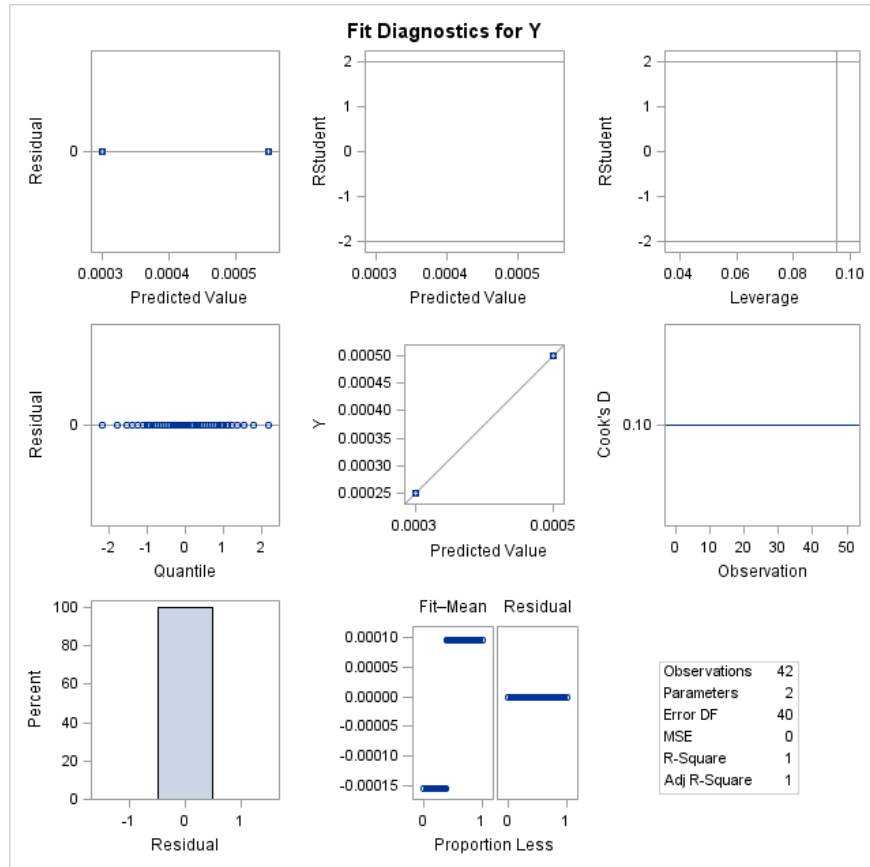 Fit Diagnostics for Y
Residual
0
0.0003 0.0004 0.0005
Predicted Value
RStudent
2
1
0
-1
-2
0.0003 0.0004 0.0005
Predicted Value
RStudent
2
1
0
-1
-2
0.04 0.06 0.08 0.10
Leverage
Residual
0
-2 -1 0 1 2
Quantile
Y
0.00050
0.00045
0.00040
0.00035
0.00030
0.00025
0.0003 0.0005
Predicted Value
Cook's D
0.10
0 10 20 30 40 50
Observation
Percent
100
80
60
40
20
0
-1 0 1
Residual
Fit–Mean Residual
0.00010
0.00005
0.00000
-0.00005
-0.00010
-0.00015
0 1 0 1
Proportion Less
Observations 42
Parameters 2
Error DF 40
MSE 0
R-Square 1
Adj R-Square 1